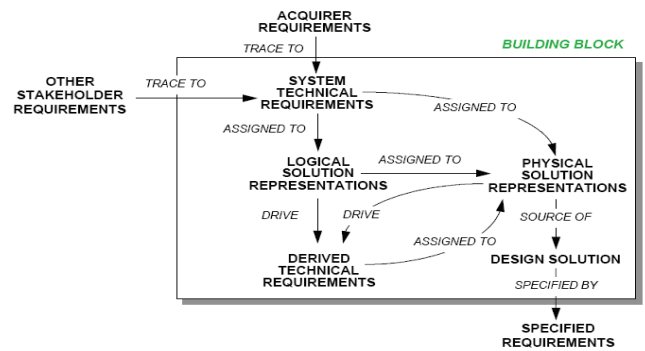 ACQUIRER
REQUIREMENTS
BUILDING BLOCK
TRACE TO
OTHER
STAKEHOLDER
REQUIREMENTS
TRACE TO
SYSTEM
TECHNICAL
REQUIREMENTS
ASSIGNED TO
ASSIGNED TO
LOGICAL
SOLUTION
REPRESENTATIONS
ASSIGNED TO
PHYSICAL
SOLUTION
REPRESENTATIONS
DRIVE
DRIVE
SOURCE OF
ASSIGNED TO
DERIVED
TECHNICAL
REQUIREMENTS
DESIGN SOLUTION
SPECIFIED BY
SPECIFIED
REQUIREMENTS